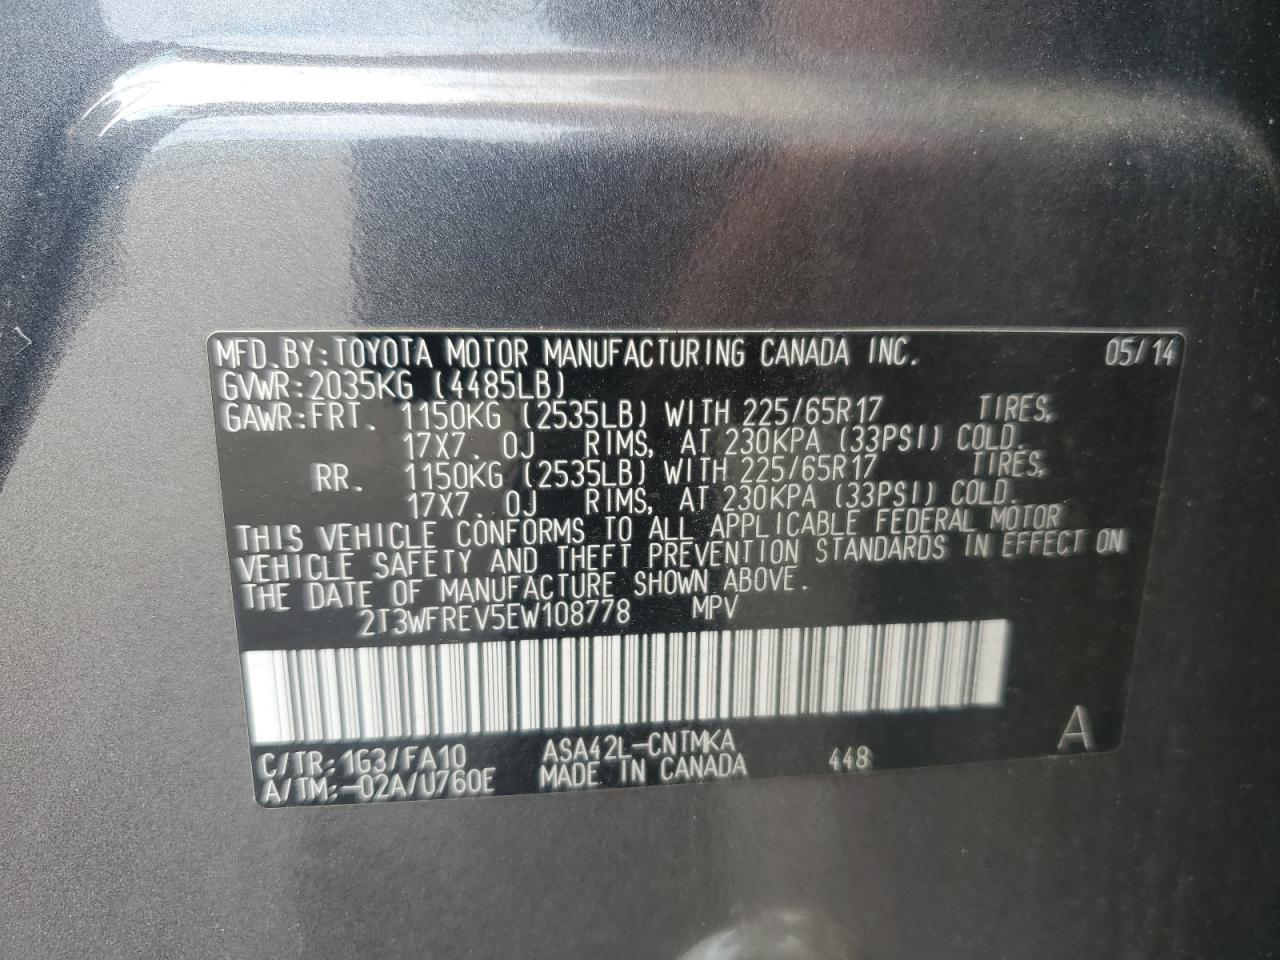 MFD.BY:TOYOTA MOTOR MANUFACTURING CANADA INC. 05/14
GVWR:2035KG (4485LB)
GAWR:FRT. 1150KG (2535LB) WITH 225/65R17 TIRES,
17X7.0J RIMS, AT 230KPA (33PSI) COLD.
RR. 1150KG (2535LB) WITH 225/65R17 TIRES,
17X7.0J RIMS, AT 230KPA (33PSI) COLD.
THIS VEHICLE CONFORMS TO ALL APPLICABLE FEDERAL MOTOR
VEHICLE SAFETY AND THEFT PREVENTION STANDARDS IN EFFECT ON
THE DATE OF MANUFACTURE SHOWN ABOVE.
2T3WFREV5EW108778 MPV
C/TR:1G3/FA10 ASA42L-CNTMKA 448 A
A/TM:-02A/U760E MADE IN CANADA